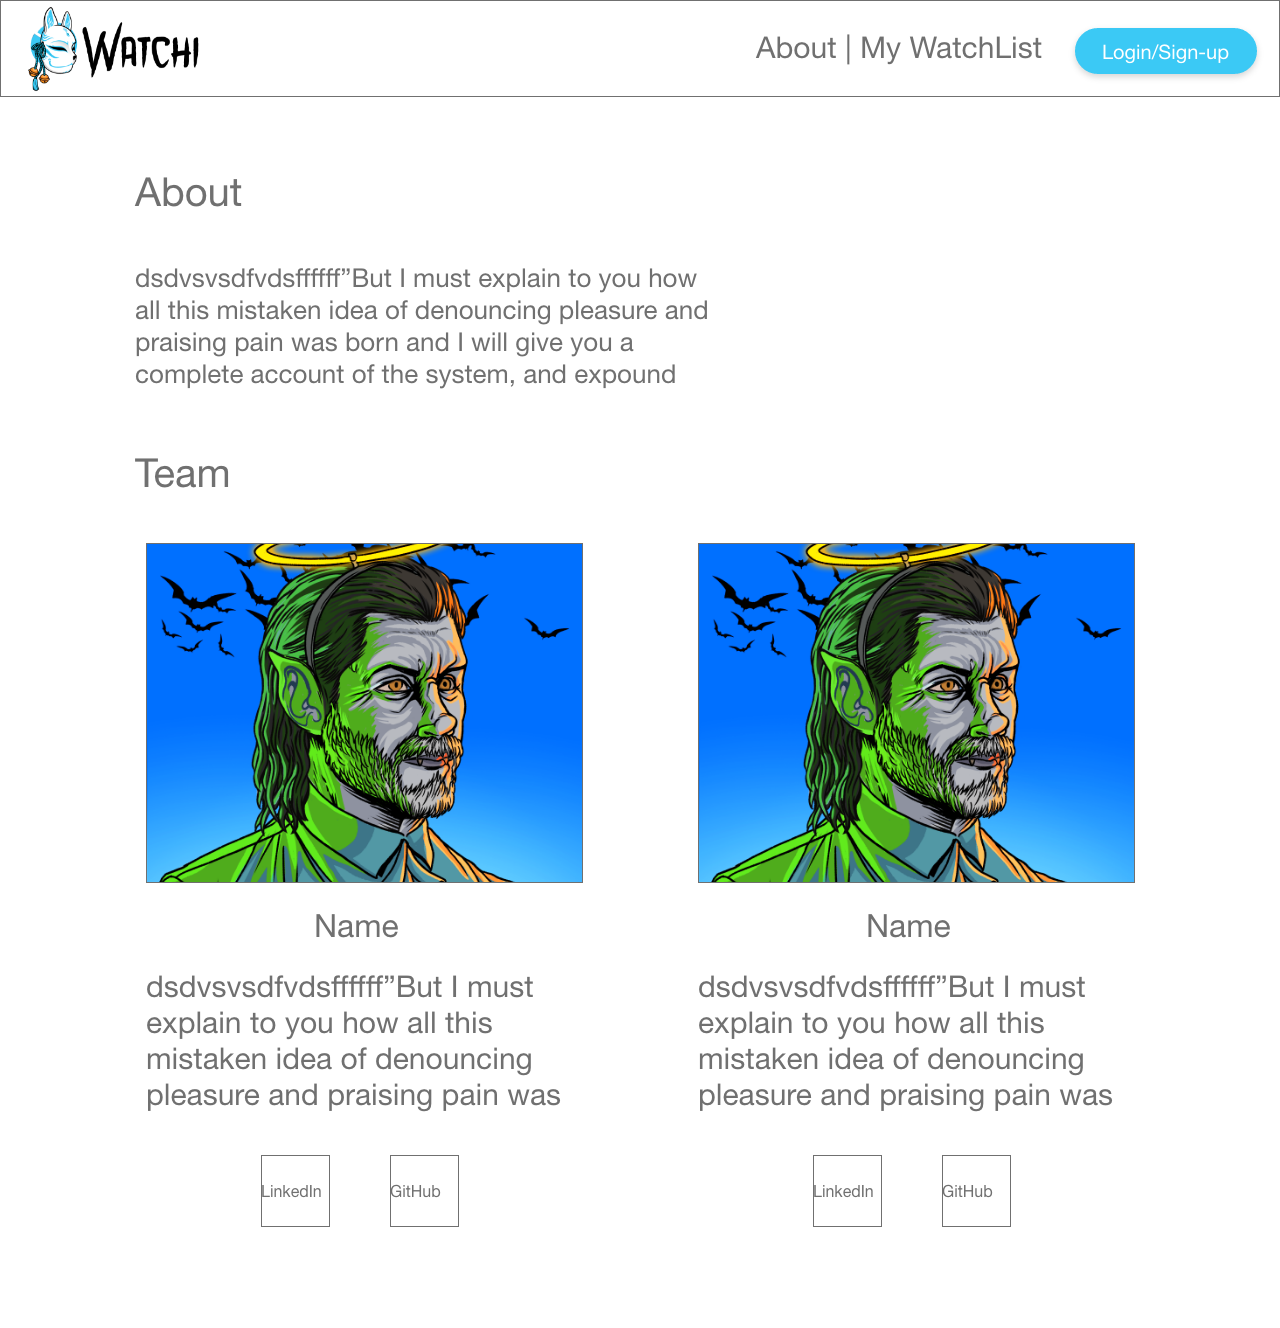 WATCHI
About | My WatchList
Login/Sign-up
About
dsdvsvsdfvdsffffff”But I must explain to you how
all this mistaken idea of denouncing pleasure and
praising pain was born and I will give you a
complete account of the system, and expound
Team
Name
dsdvsvsdfvdsffffff”But I must
explain to you how all this
mistaken idea of denouncing
pleasure and praising pain was
LinkedIn
GitHub
Name
dsdvsvsdfvdsffffff”But I must
explain to you how all this
mistaken idea of denouncing
pleasure and praising pain was
LinkedIn
GitHub